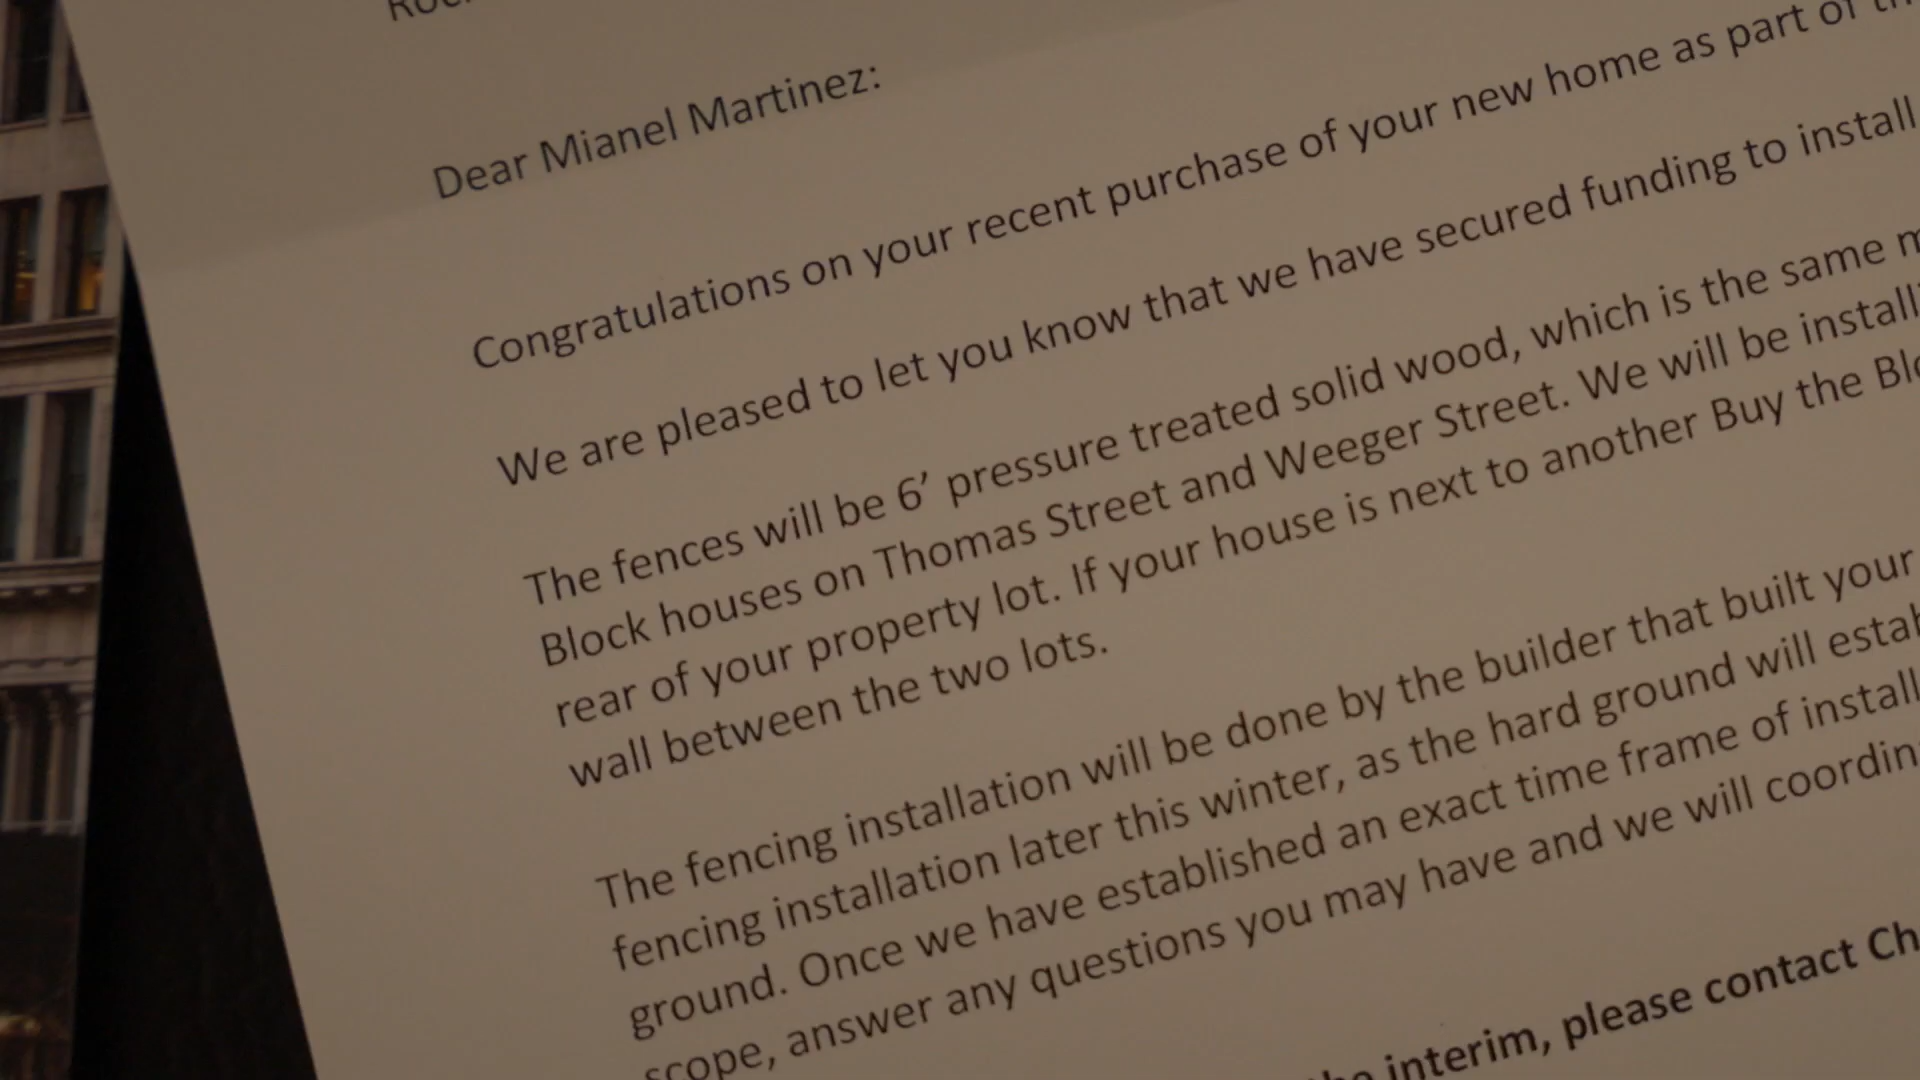 Dear Mianel Martinez:
Congratulations on your recent purchase of your new home as part of
We are pleased to let you know that we have secured funding to install
The fences will be 6’ pressure treated solid wood, which is the same
Block houses on Thomas Street and Weeger Street. We will be
rear of your property lot. If your house is next to another Buy the
wall between the two lots.
The fencing installation will be done by the builder that built your
fencing installation later this winter, as the hard ground will
ground. Once we have established an exact time frame of
scope, answer any questions you may have and we will
interim, please contact